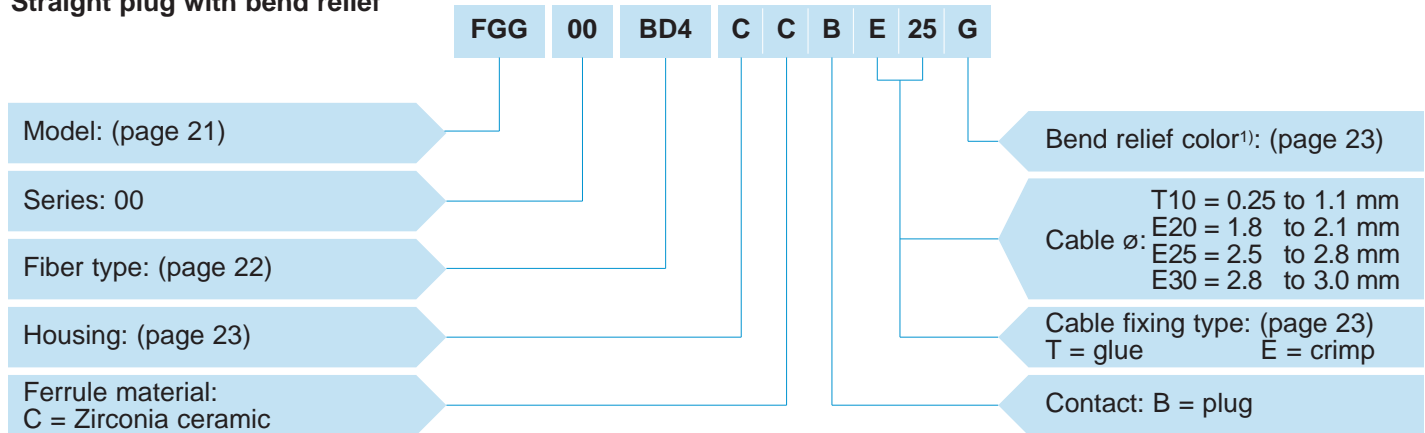 Straight plug with bend relief
FGG 00 BD4 C C B E 25 G
Model: (page 21)
Series: 00
Fiber type: (page 22)
Housing: (page 23)
Ferrule material:
C = Zirconia ceramic
Bend relief color¹⁾: (page 23)
Cable ø:
T10 = 0.25 to 1.1 mm
E20 = 1.8 to 2.1 mm
E25 = 2.5 to 2.8 mm
E30 = 2.8 to 3.0 mm
Cable fixing type: (page 23)
T = glue E = crimp
Contact: B = plug